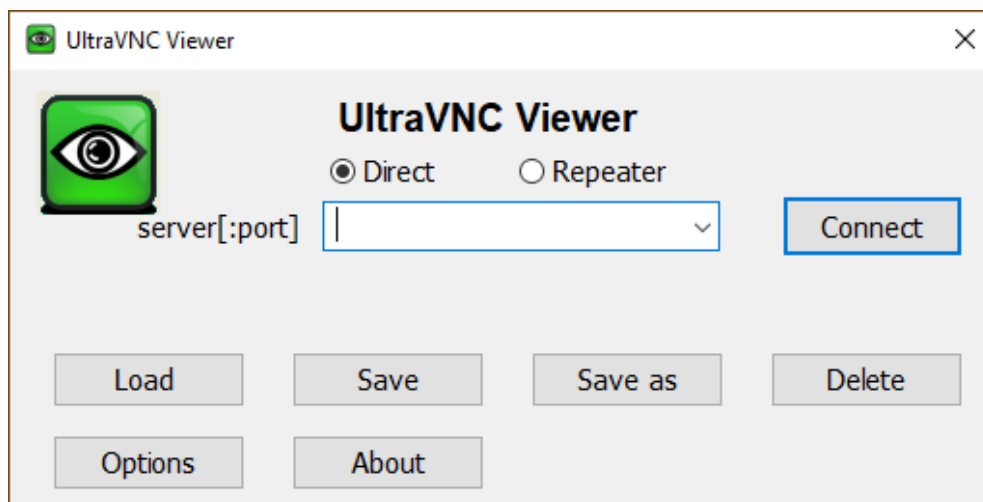 UltraVNC Viewer
UltraVNC Viewer
Direct Repeater
server[:port] Connect
Load Save Save as Delete
Options About